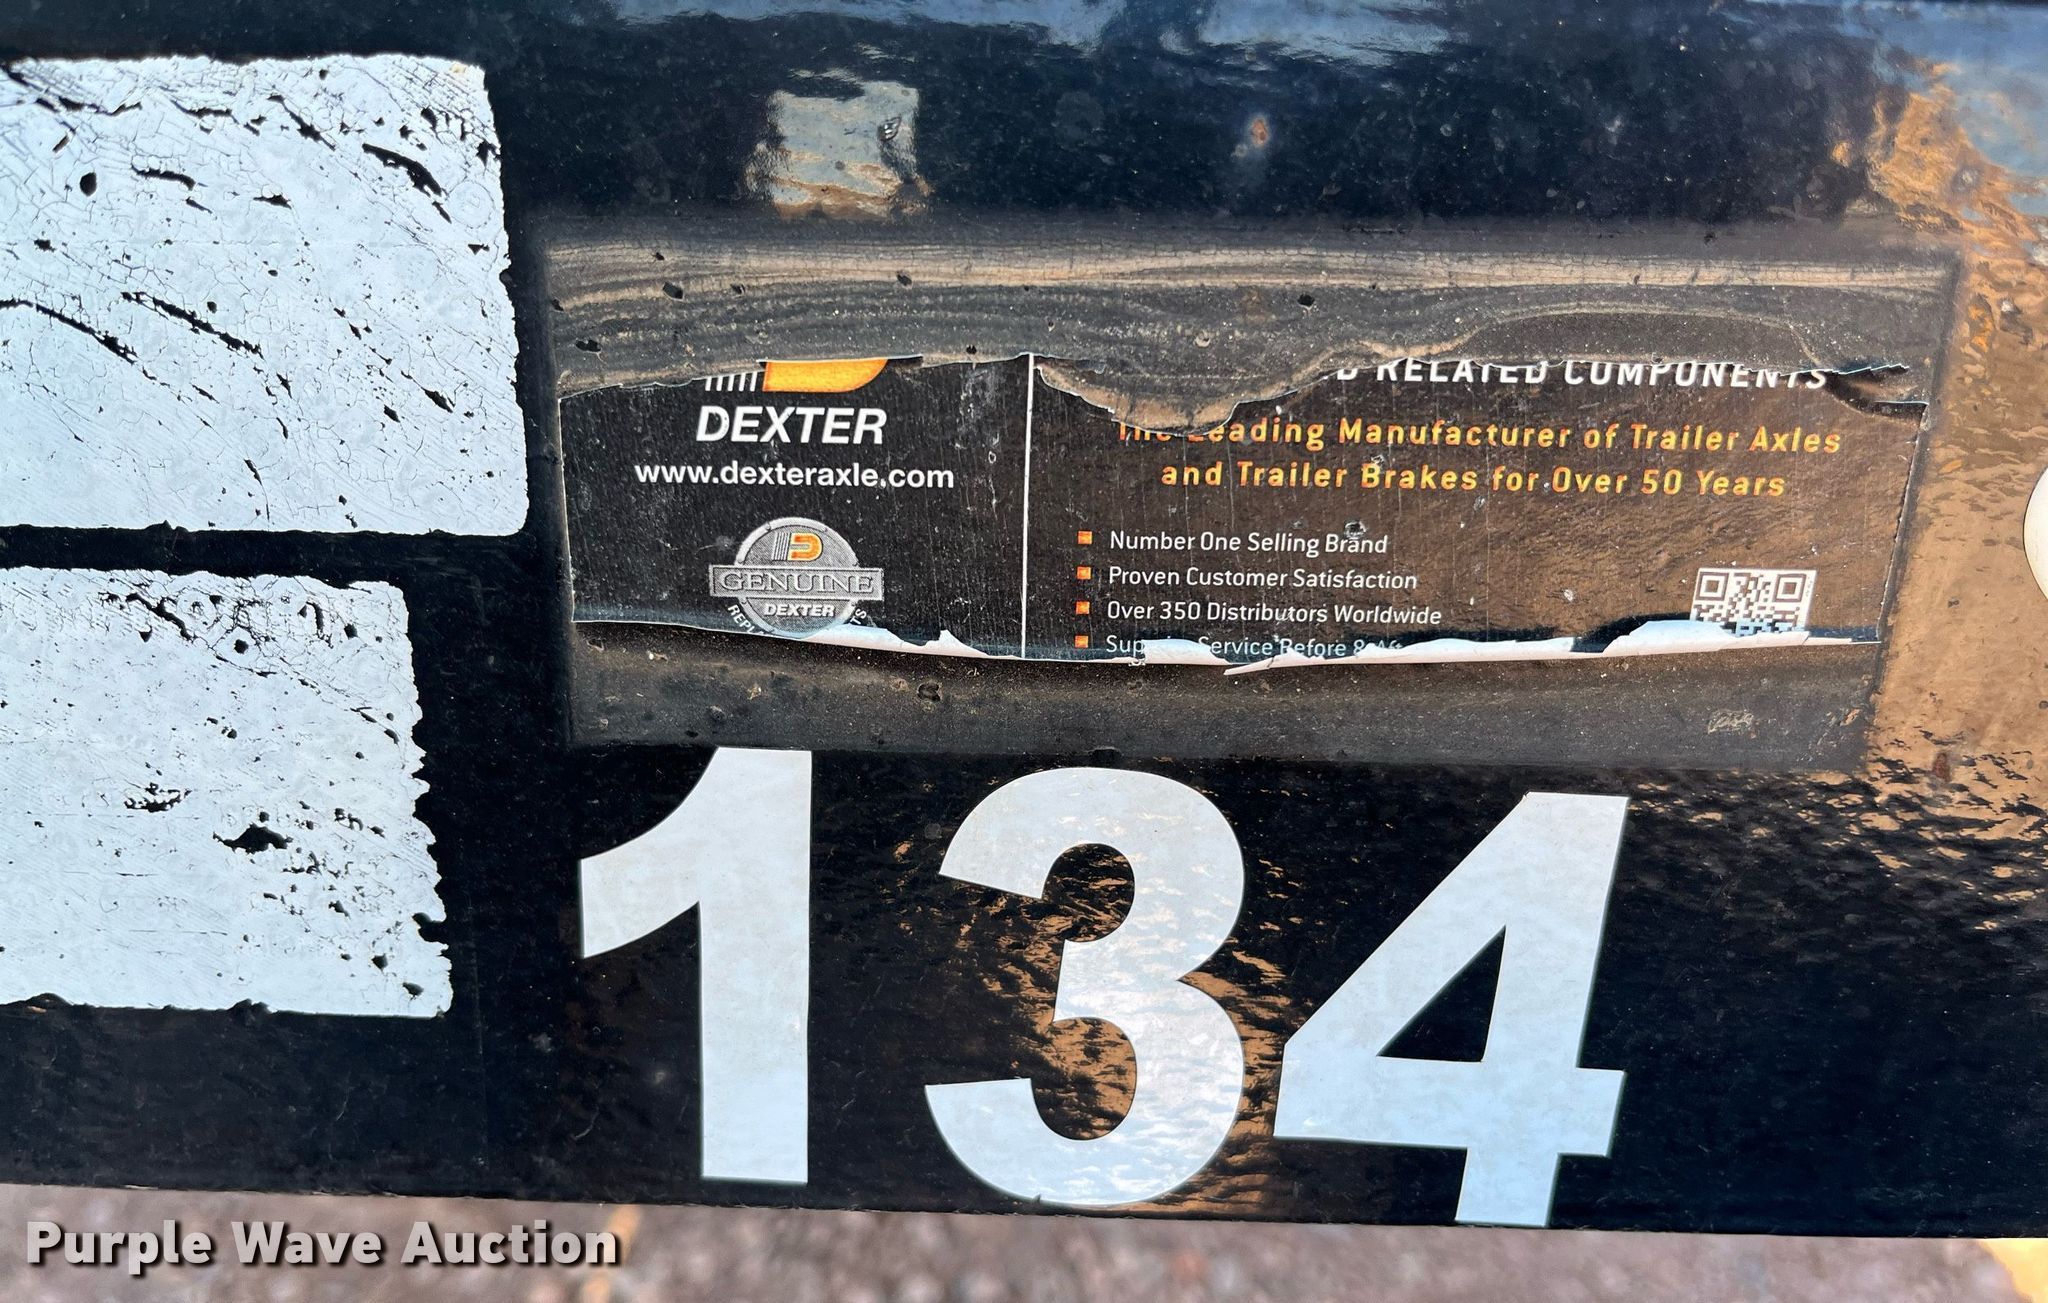 DEXTER
www.dexteraxle.com
D
GENUINE
DEXTER
RELATED COMPONENTS
The Leading Manufacturer of Trailer Axles
and Trailer Brakes for Over 50 Years
Number One Selling Brand
Proven Customer Satisfaction
Over 350 Distributors Worldwide
Service Before &
134
Purple Wave Auction